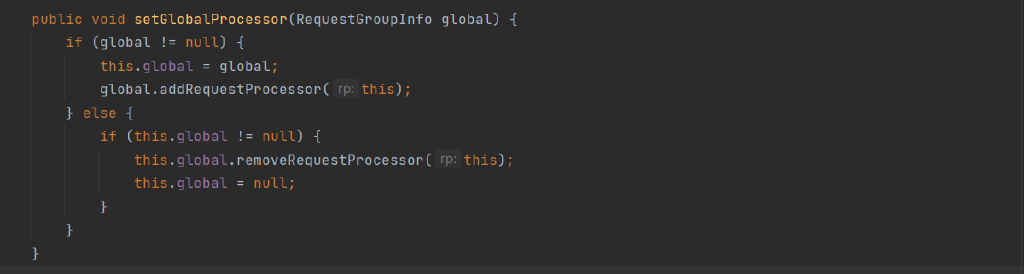 public void setGlobalProcessor(RequestGroupInfo global) {
    if (global != null) {
        this.global = global;
        global.addRequestProcessor( rp: this);
    } else {
        if (this.global != null) {
            this.global.removeRequestProcessor( rp: this);
            this.global = null;
        }
    }
}